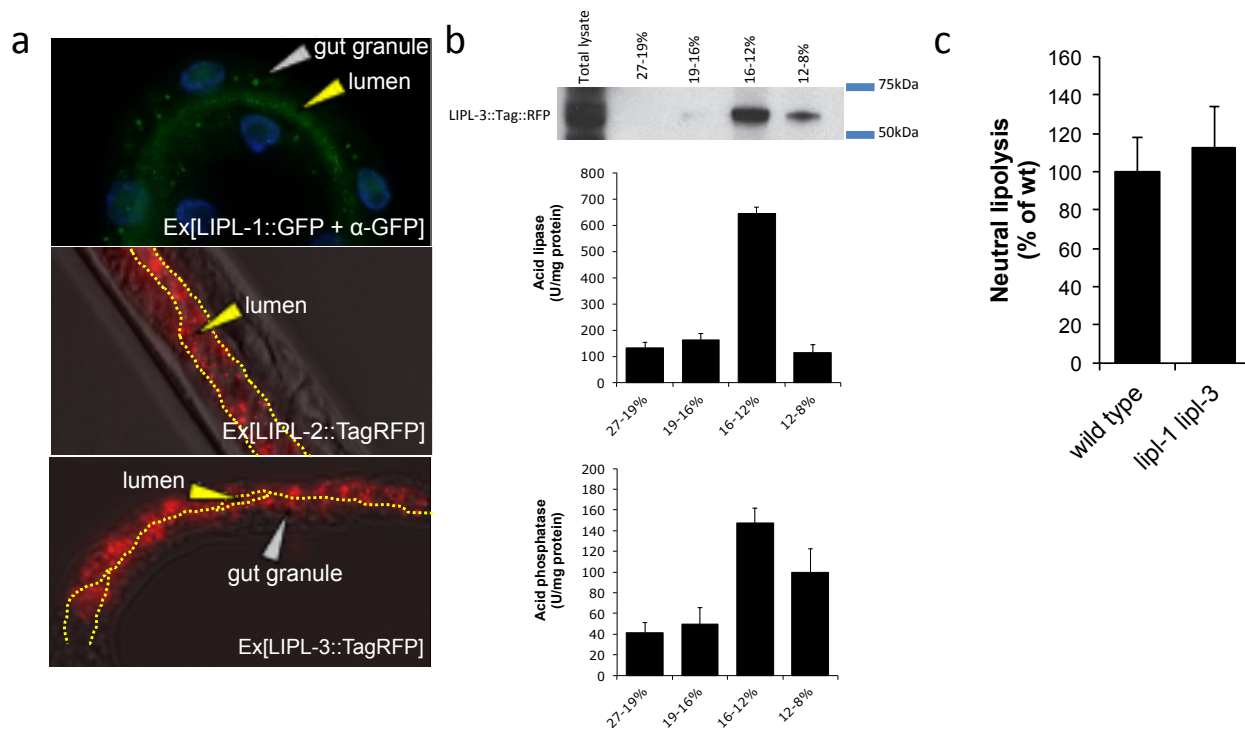 a
gut granule
lumen
Ex[LIPL-1::GFP + α-GFP]
lumen
Ex[LIPL-2::TagRFP]
lumen
gut granule
Ex[LIPL-3::TagRFP]
b
Total lysate
27-19%
19-16%
16-12%
12-8%
75kDa
LIPL-3::Tag::RFP
50kDa
Acid lipase
(U/mg protein)
800
700
600
500
400
300
200
100
0
27-19%
19-16%
16-12%
12-8%
Acid phosphatase
(U/mg protein)
200
180
160
140
120
100
80
60
40
20
0
27-19%
19-16%
16-12%
12-8%
c
Neutral lipolysis
(% of wt)
160
140
120
100
80
60
40
20
0
wild type
lipl-1 lipl-3